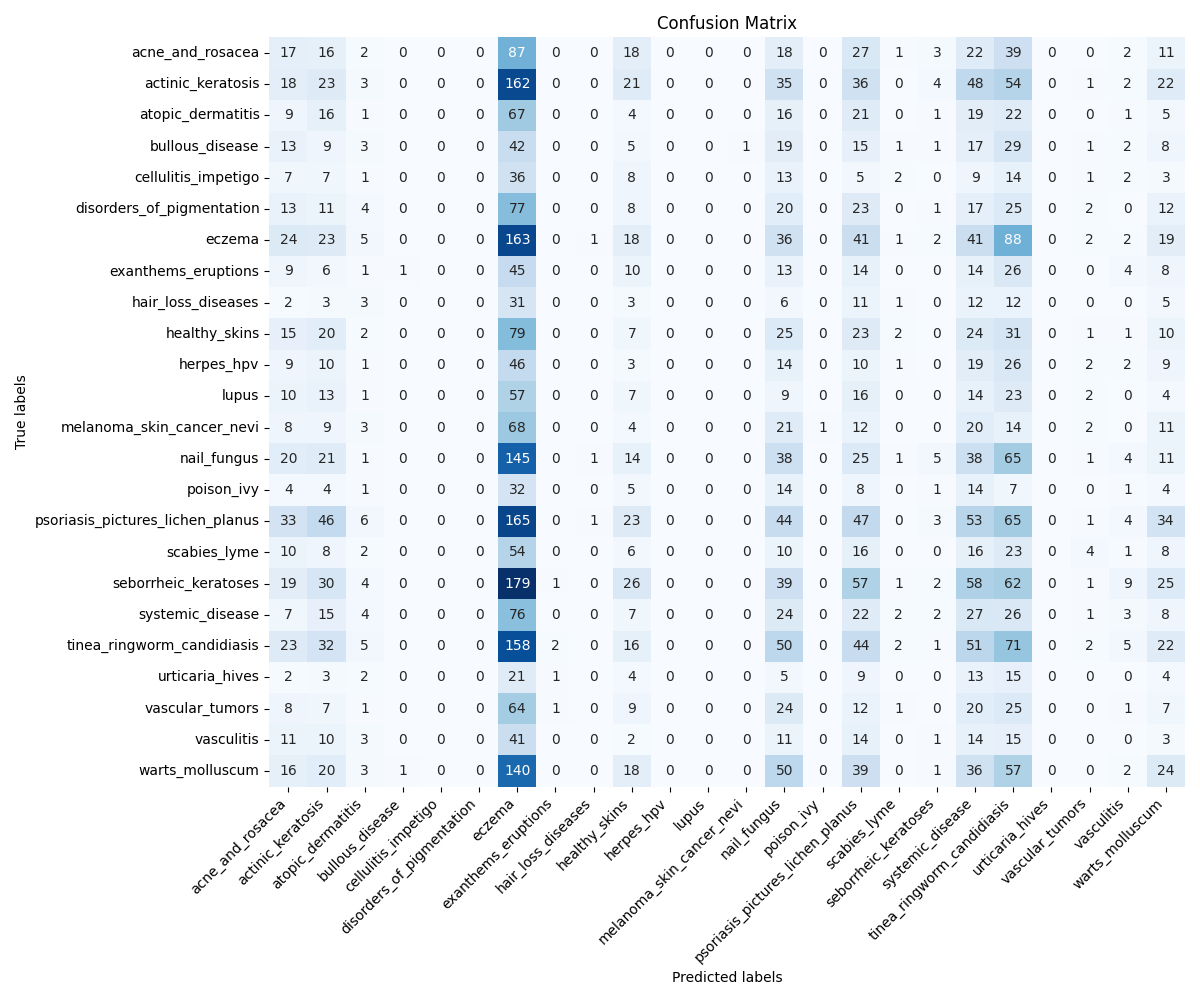 Confusion Matrix
acne_and_rosacea 17 16 2 0 0 0 87 0 0 18 0 0 0 18 0 27 1 3 22 39 0 0 2 11
actinic_keratosis 18 23 3 0 0 0 162 0 0 21 0 0 0 35 0 36 0 4 48 54 0 1 2 22
atopic_dermatitis 9 16 1 0 0 0 67 0 0 4 0 0 0 16 0 21 0 1 19 22 0 0 1 5
bullous_disease 13 9 3 0 0 0 42 0 0 5 0 0 1 19 0 15 1 1 17 29 0 1 2 8
cellulitis_impetigo 7 7 1 0 0 0 36 0 0 8 0 0 0 13 0 5 2 0 9 14 0 1 2 3
disorders_of_pigmentation 13 11 4 0 0 0 77 0 0 8 0 0 0 20 0 23 0 1 17 25 0 2 0 12
eczema 24 23 5 0 0 0 163 0 1 18 0 0 0 36 0 41 1 2 41 88 0 2 2 19
exanthems_eruptions 9 6 1 1 0 0 45 0 0 10 0 0 0 13 0 14 0 0 14 26 0 0 4 8
hair_loss_diseases 2 3 3 0 0 0 31 0 0 3 0 0 0 6 0 11 1 0 12 12 0 0 0 5
healthy_skins 15 20 2 0 0 0 79 0 0 7 0 0 0 25 0 23 2 0 24 31 0 1 1 10
herpes_hpv 9 10 1 0 0 0 46 0 0 3 0 0 0 14 0 10 1 0 19 26 0 2 2 9
lupus 10 13 1 0 0 0 57 0 0 7 0 0 0 9 0 16 0 0 14 23 0 2 0 4
melanoma_skin_cancer_nevi 8 9 3 0 0 0 68 0 0 4 0 0 0 21 1 12 0 0 20 14 0 2 0 11
nail_fungus 20 21 1 0 0 0 145 0 1 14 0 0 0 38 0 25 1 5 38 65 0 1 4 11
poison_ivy 4 4 1 0 0 0 32 0 0 5 0 0 0 14 0 8 0 1 14 7 0 0 1 4
psoriasis_pictures_lichen_planus 33 46 6 0 0 0 165 0 1 23 0 0 0 44 0 47 0 3 53 65 0 1 4 34
scabies_lyme 10 8 2 0 0 0 54 0 0 6 0 0 0 10 0 16 0 0 16 23 0 4 1 8
seborrheic_keratoses 19 30 4 0 0 0 179 1 0 26 0 0 0 39 0 57 1 2 58 62 0 1 9 25
systemic_disease 7 15 4 0 0 0 76 0 0 7 0 0 0 24 0 22 2 2 27 26 0 1 3 8
tinea_ringworm_candidiasis 23 32 5 0 0 0 158 2 0 16 0 0 0 50 0 44 2 1 51 71 0 2 5 22
urticaria_hives 2 3 2 0 0 0 21 1 0 4 0 0 0 5 0 9 0 0 13 15 0 0 0 4
vascular_tumors 8 7 1 0 0 0 64 1 0 9 0 0 0 24 0 12 1 0 20 25 0 0 1 7
vasculitis 11 10 3 0 0 0 41 0 0 2 0 0 0 11 0 14 0 1 14 15 0 0 0 3
warts_molluscum 16 20 3 1 0 0 140 0 0 18 0 0 0 50 0 39 0 1 36 57 0 0 2 24
True labels
acne_and_rosacea
actinic_keratosis
atopic_dermatitis
bullous_disease
cellulitis_impetigo
disorders_of_pigmentation
eczema
exanthems_eruptions
hair_loss_diseases
healthy_skins
herpes_hpv
lupus
melanoma_skin_cancer_nevi
nail_fungus
poison_ivy
psoriasis_pictures_lichen_planus
scabies_lyme
seborrheic_keratoses
systemic_disease
tinea_ringworm_candidiasis
urticaria_hives
vascular_tumors
vasculitis
warts_molluscum
Predicted labels